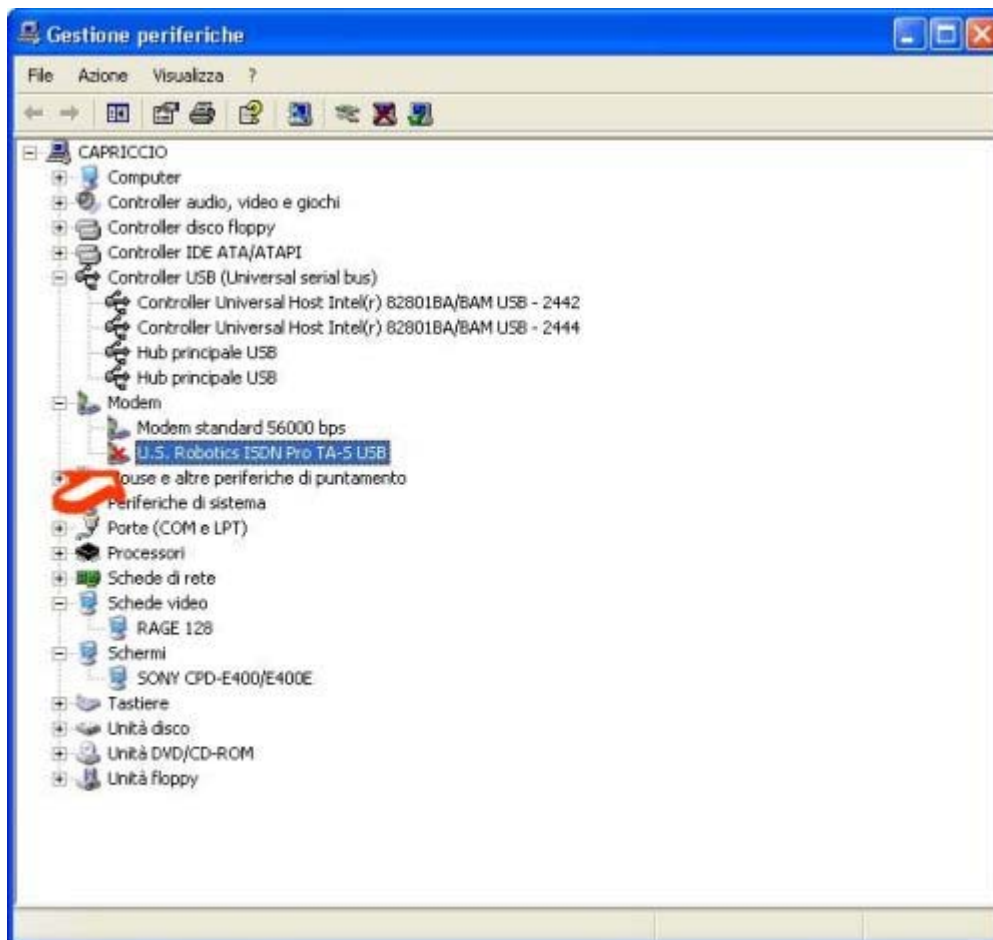 Gestione periferiche
File Azione Visualizza ?
CAPRICCIO
Computer
Controller audio, video e giochi
Controller disco floppy
Controller IDE ATA/ATAPI
Controller USB (Universal serial bus)
Controller Universal Host Intel(r) 82801BA/BAM USB - 2442
Controller Universal Host Intel(r) 82801BA/BAM USB - 2444
Hub principale USB
Hub principale USB
Modem
Modem standard 56000 bps
U.S. Robotics ISDN Pro TA-S USB
Mouse e altre periferiche di puntamento
Periferiche di sistema
Porte (COM e LPT)
Processori
Schede di rete
Schede video
RAGE 128
Schermi
SONY CPD-E400/E400E
Tastiere
Unità disco
Unità DVD/CD-ROM
Unità floppy